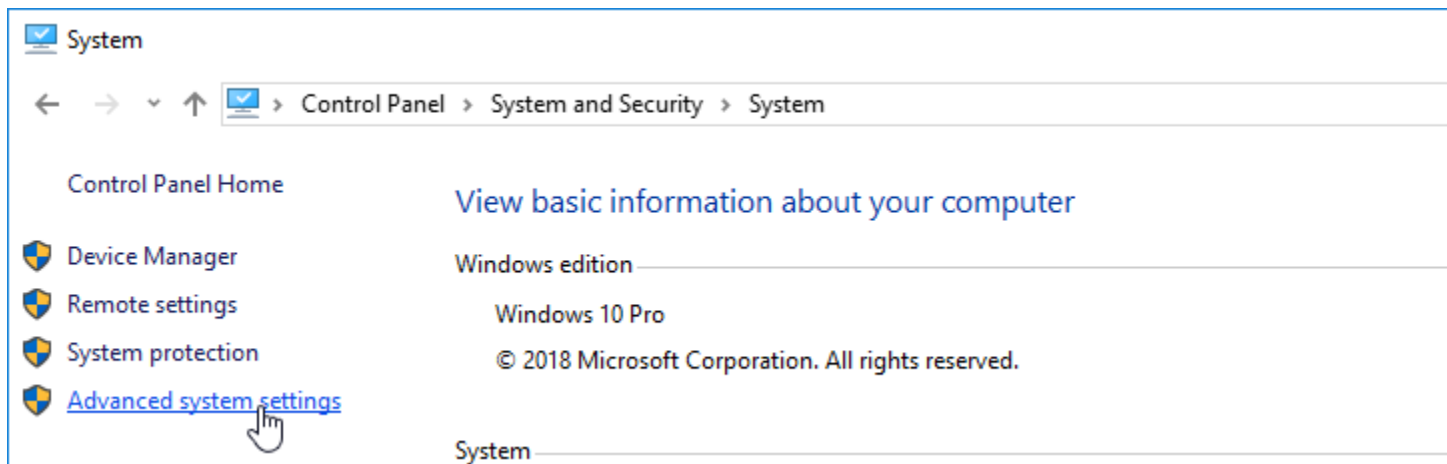 System
Control Panel > System and Security > System
Control Panel Home
Device Manager
Remote settings
System protection
Advanced system settings
View basic information about your computer
Windows edition
Windows 10 Pro
© 2018 Microsoft Corporation. All rights reserved.
System